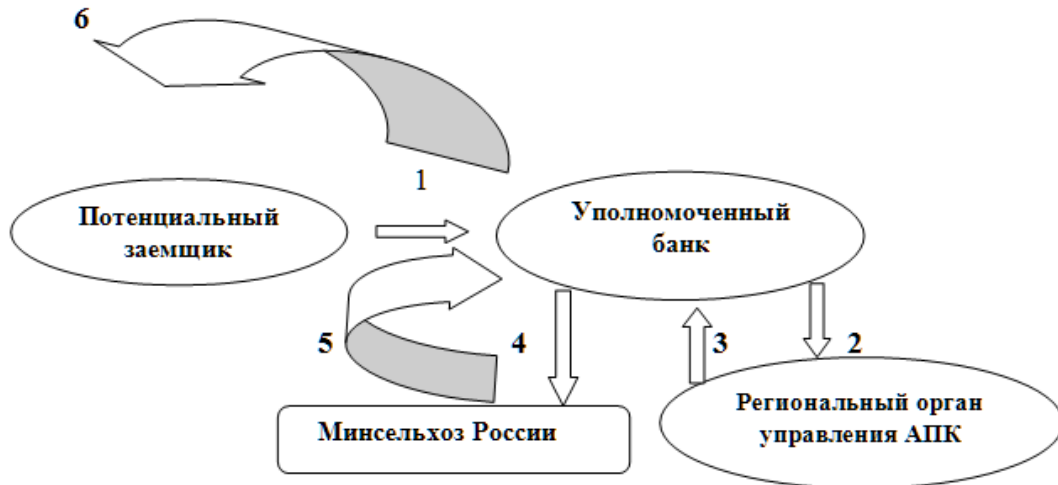 6
1
Потенциальный
заемщик
Уполномоченный
банк
5
4
3
2
Минсельхоз России
Региональный орган
управления АПК